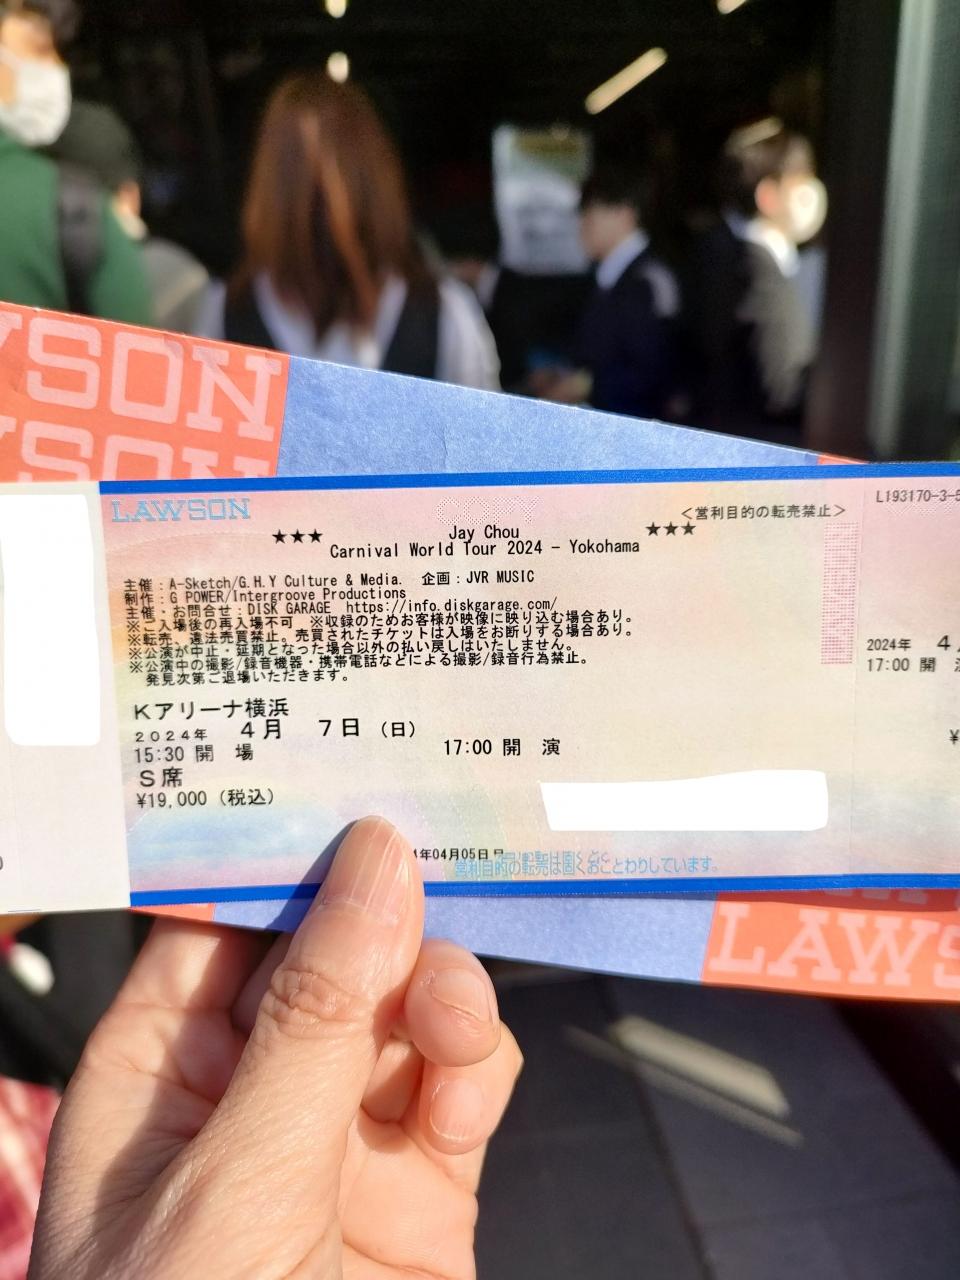 WSON
WSON
LAWSON
COPY
＜営利目的の転売禁止＞
★★★ Jay Chou ★★★
Carnival World Tour 2024 − Yokohama
主催：A-Sketch/G.H.Y Culture & Media. 企画：JVR MUSIC
制作：G POWER/Intergroove Productions
主催・お問合せ：DISK GARAGE https://info.diskgarage.com/
※ご入場後の再入場不可 ※収録のためお客様が映像に映り込む場合あり。
※転売、違法売買禁止。売買されたチケットは入場をお断りする場合あり。
※公演が中止・延期となった場合以外の払い戻しはいたしません。
※公演中の撮影/録音機器・携帯電話などによる撮影/録音行為禁止。
発見次第ご退場いただきます。
Kアリーナ横浜
2024年 4月 7日（日）
15:30 開 場 17:00 開 演
S席
¥19,000（税込）
年04月05日
営利目的の転売は固くおことわりしています。
L193170-3-5
2024年 4
17:00 開
¥
LAWS